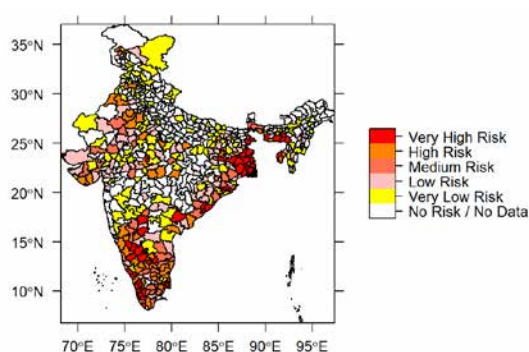 35°N
30°N
25°N
20°N
15°N
10°N
70°E 75°E 80°E 85°E 90°E 95°E
Very High Risk
High Risk
Medium Risk
Low Risk
Very Low Risk
No Risk / No Data